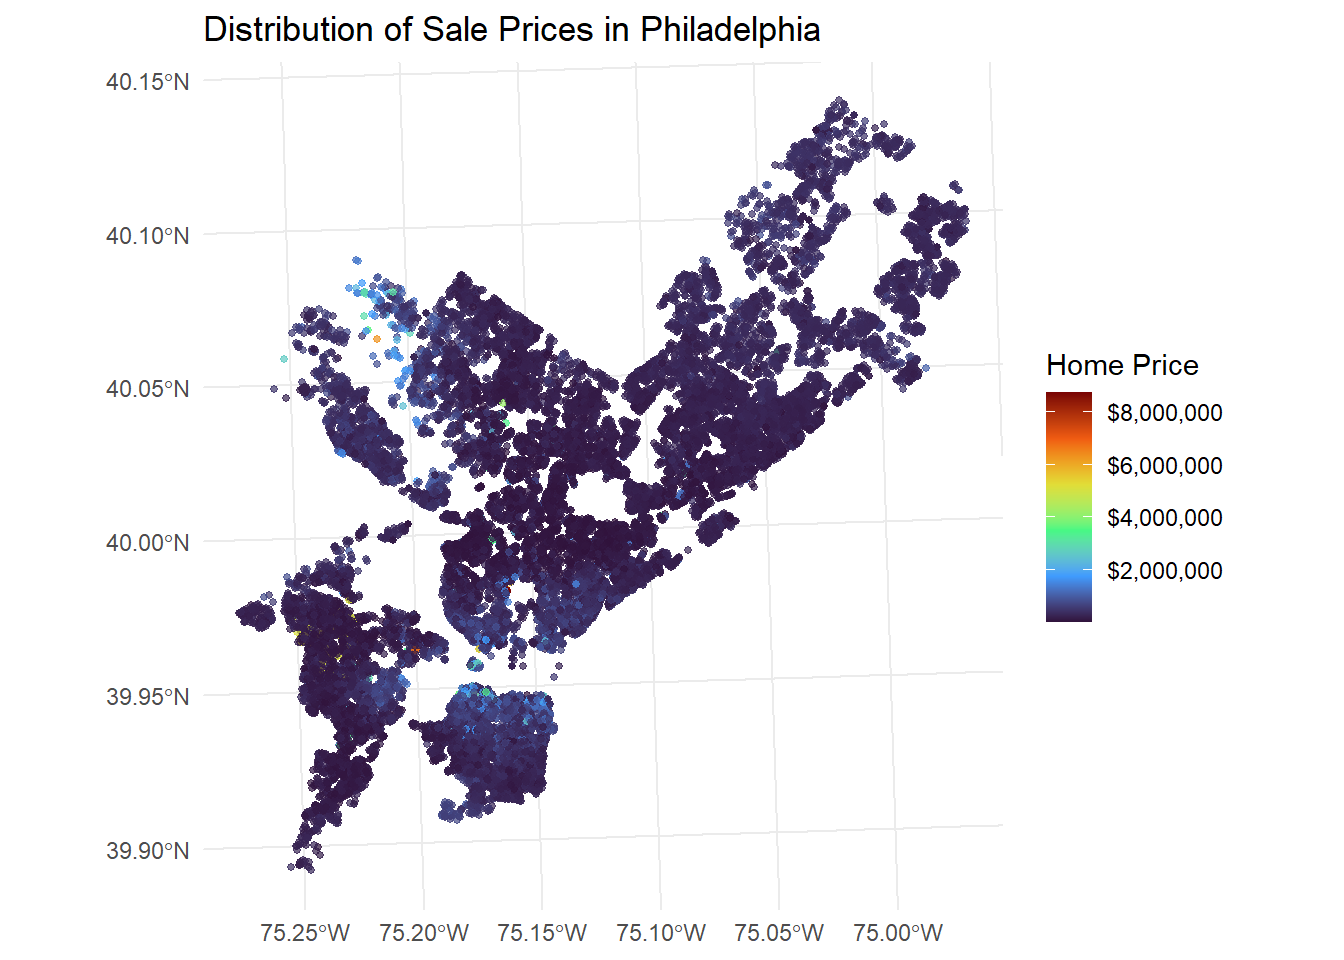 Distribution of Sale Prices in Philadelphia
40.15°N
40.10°N
40.05°N
40.00°N
39.95°N
39.90°N
75.25°W 75.20°W 75.15°W 75.10°W 75.05°W 75.00°W
Home Price
$8,000,000
$6,000,000
$4,000,000
$2,000,000